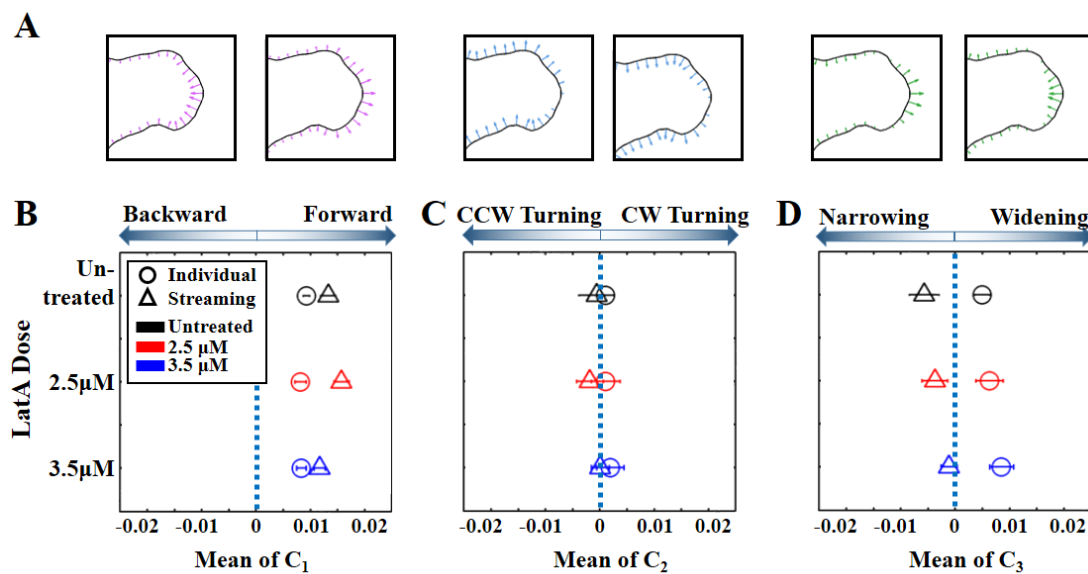 A
B
Backward Forward
C
CCW Turning CW Turning
D
Narrowing Widening
LatA Dose
Un-
treated
2.5μM
3.5μM
Individual
Streaming
Untreated
2.5 μM
3.5 μM
-0.02 -0.01 0 0.01 0.02
Mean of C₁
-0.02 -0.01 0 0.01 0.02
Mean of C₂
-0.02 -0.01 0 0.01 0.02
Mean of C₃